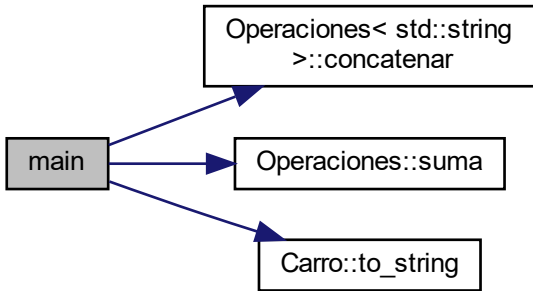 Operaciones< std::string
>::concatenar
main
Operaciones::suma
Carro::to_string